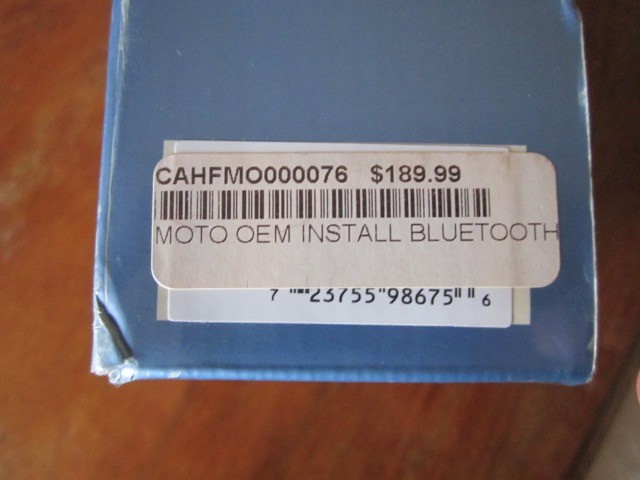 CAHFMO000076 $189.99
MOTO OEM INSTALL BLUETOOTH
7 23755 98675 6